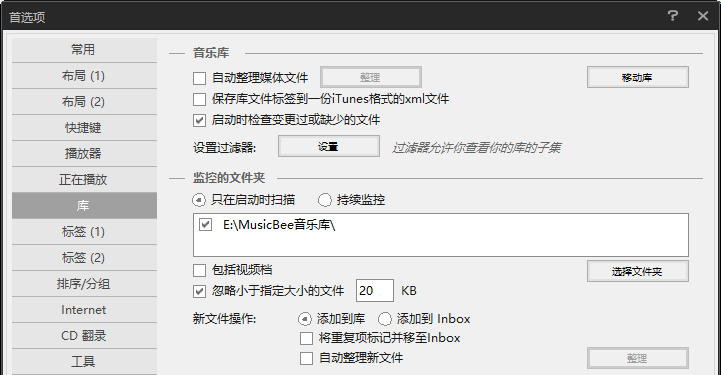 首选项
常用
布局 (1)
布局 (2)
快捷键
播放器
正在播放
库
标签 (1)
标签 (2)
排序/分组
Internet
CD 翻录
工具
音乐库
自动整理媒体文件 整理 移动库
保存库文件标签到一份iTunes格式的xml文件
启动时检查变更过或缺少的文件
设置过滤器: 设置 过滤器允许你查看你的库的子集
监控的文件夹
只在启动时扫描 持续监控
E:\MusicBee音乐库\
包括视频档 选择文件夹
忽略小于指定大小的文件 20 KB
新文件操作: 添加到库 添加到 Inbox
将重复项标记并移至Inbox
自动整理新文件 整理